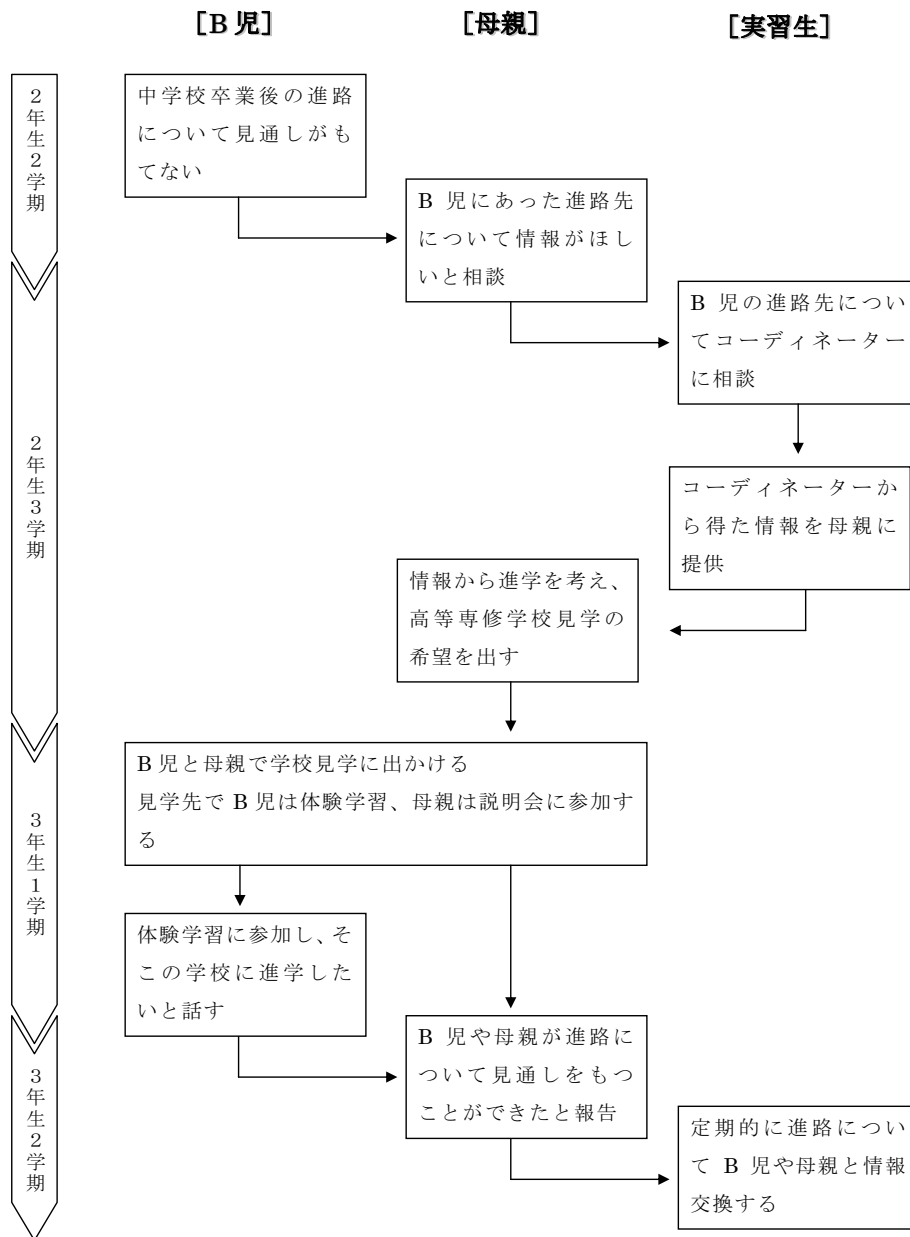 [B児]
[母親]
[実習生]
2年生2学期
中学校卒業後の進路
について見通しがも
てない
B 児にあった進路先
について情報がほし
いと相談
B 児の進路先につい
てコーディネーター
に相談
2年生3学期
コーディネーターか
ら得た情報を母親に
提供
情報から進学を考え、
高等専修学校見学の
希望を出す
3年生1学期
B 児と母親で学校見学に出かける
見学先で B 児は体験学習、母親は説明会に参加す
る
体験学習に参加し、そ
この学校に進学した
いと話す
3年生2学期
B 児や母親が進路に
ついて見通しをもつ
ことができたと報告
定期的に進路につい
て B 児や母親と情報
交換する